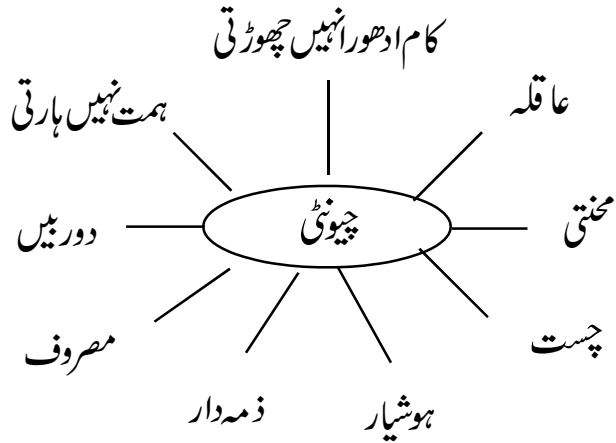 کام ادھورا نہیں چھوڑتی
عاقلہ
ہمت نہیں ہارتی
محنتی
چیونٹی
دوربیں
چست
مصروف
ہوشیار
ذمہ دار